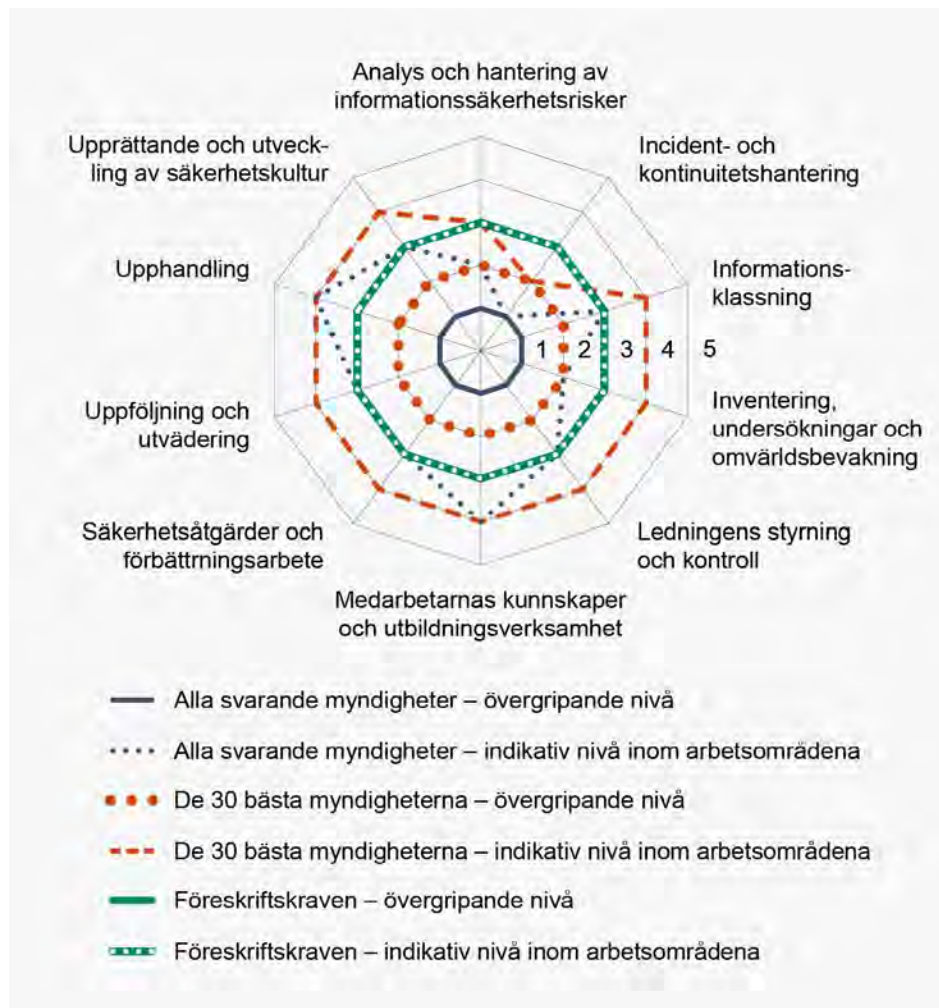 Analys och hantering av
informationssäkerhetsrisker
Upprättande och utveck-
ling av säkerhetskultur
Incident- och
kontinuitetshantering
Upphandling
Informations-
klassning
1 2 3 4 5
Uppföljning och
utvädering
Inventering,
undersökningar och
omvärldsbevakning
Säkerhetsåtgärder och
förbättrningsarbete
Ledningens styrning
och kontroll
Medarbetarnas kunnskaper
och utbildningsverksamhet
Alla svarande myndigheter – övergripande nivå
Alla svarande myndigheter – indikativ nivå inom arbetsområdena
De 30 bästa myndigheterna – övergripande nivå
De 30 bästa myndigheterna – indikativ nivå inom arbetsområdena
Föreskriftskraven – övergripande nivå
Föreskriftskraven – indikativ nivå inom arbetsområdena